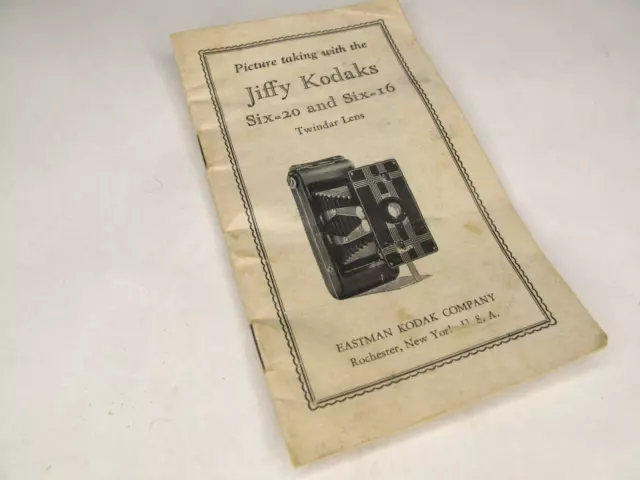 Picture taking with the
Jiffy Kodaks
Six-20 and Six-16
Twindar Lens
EASTMAN KODAK COMPANY
Rochester, New York U. S. A.